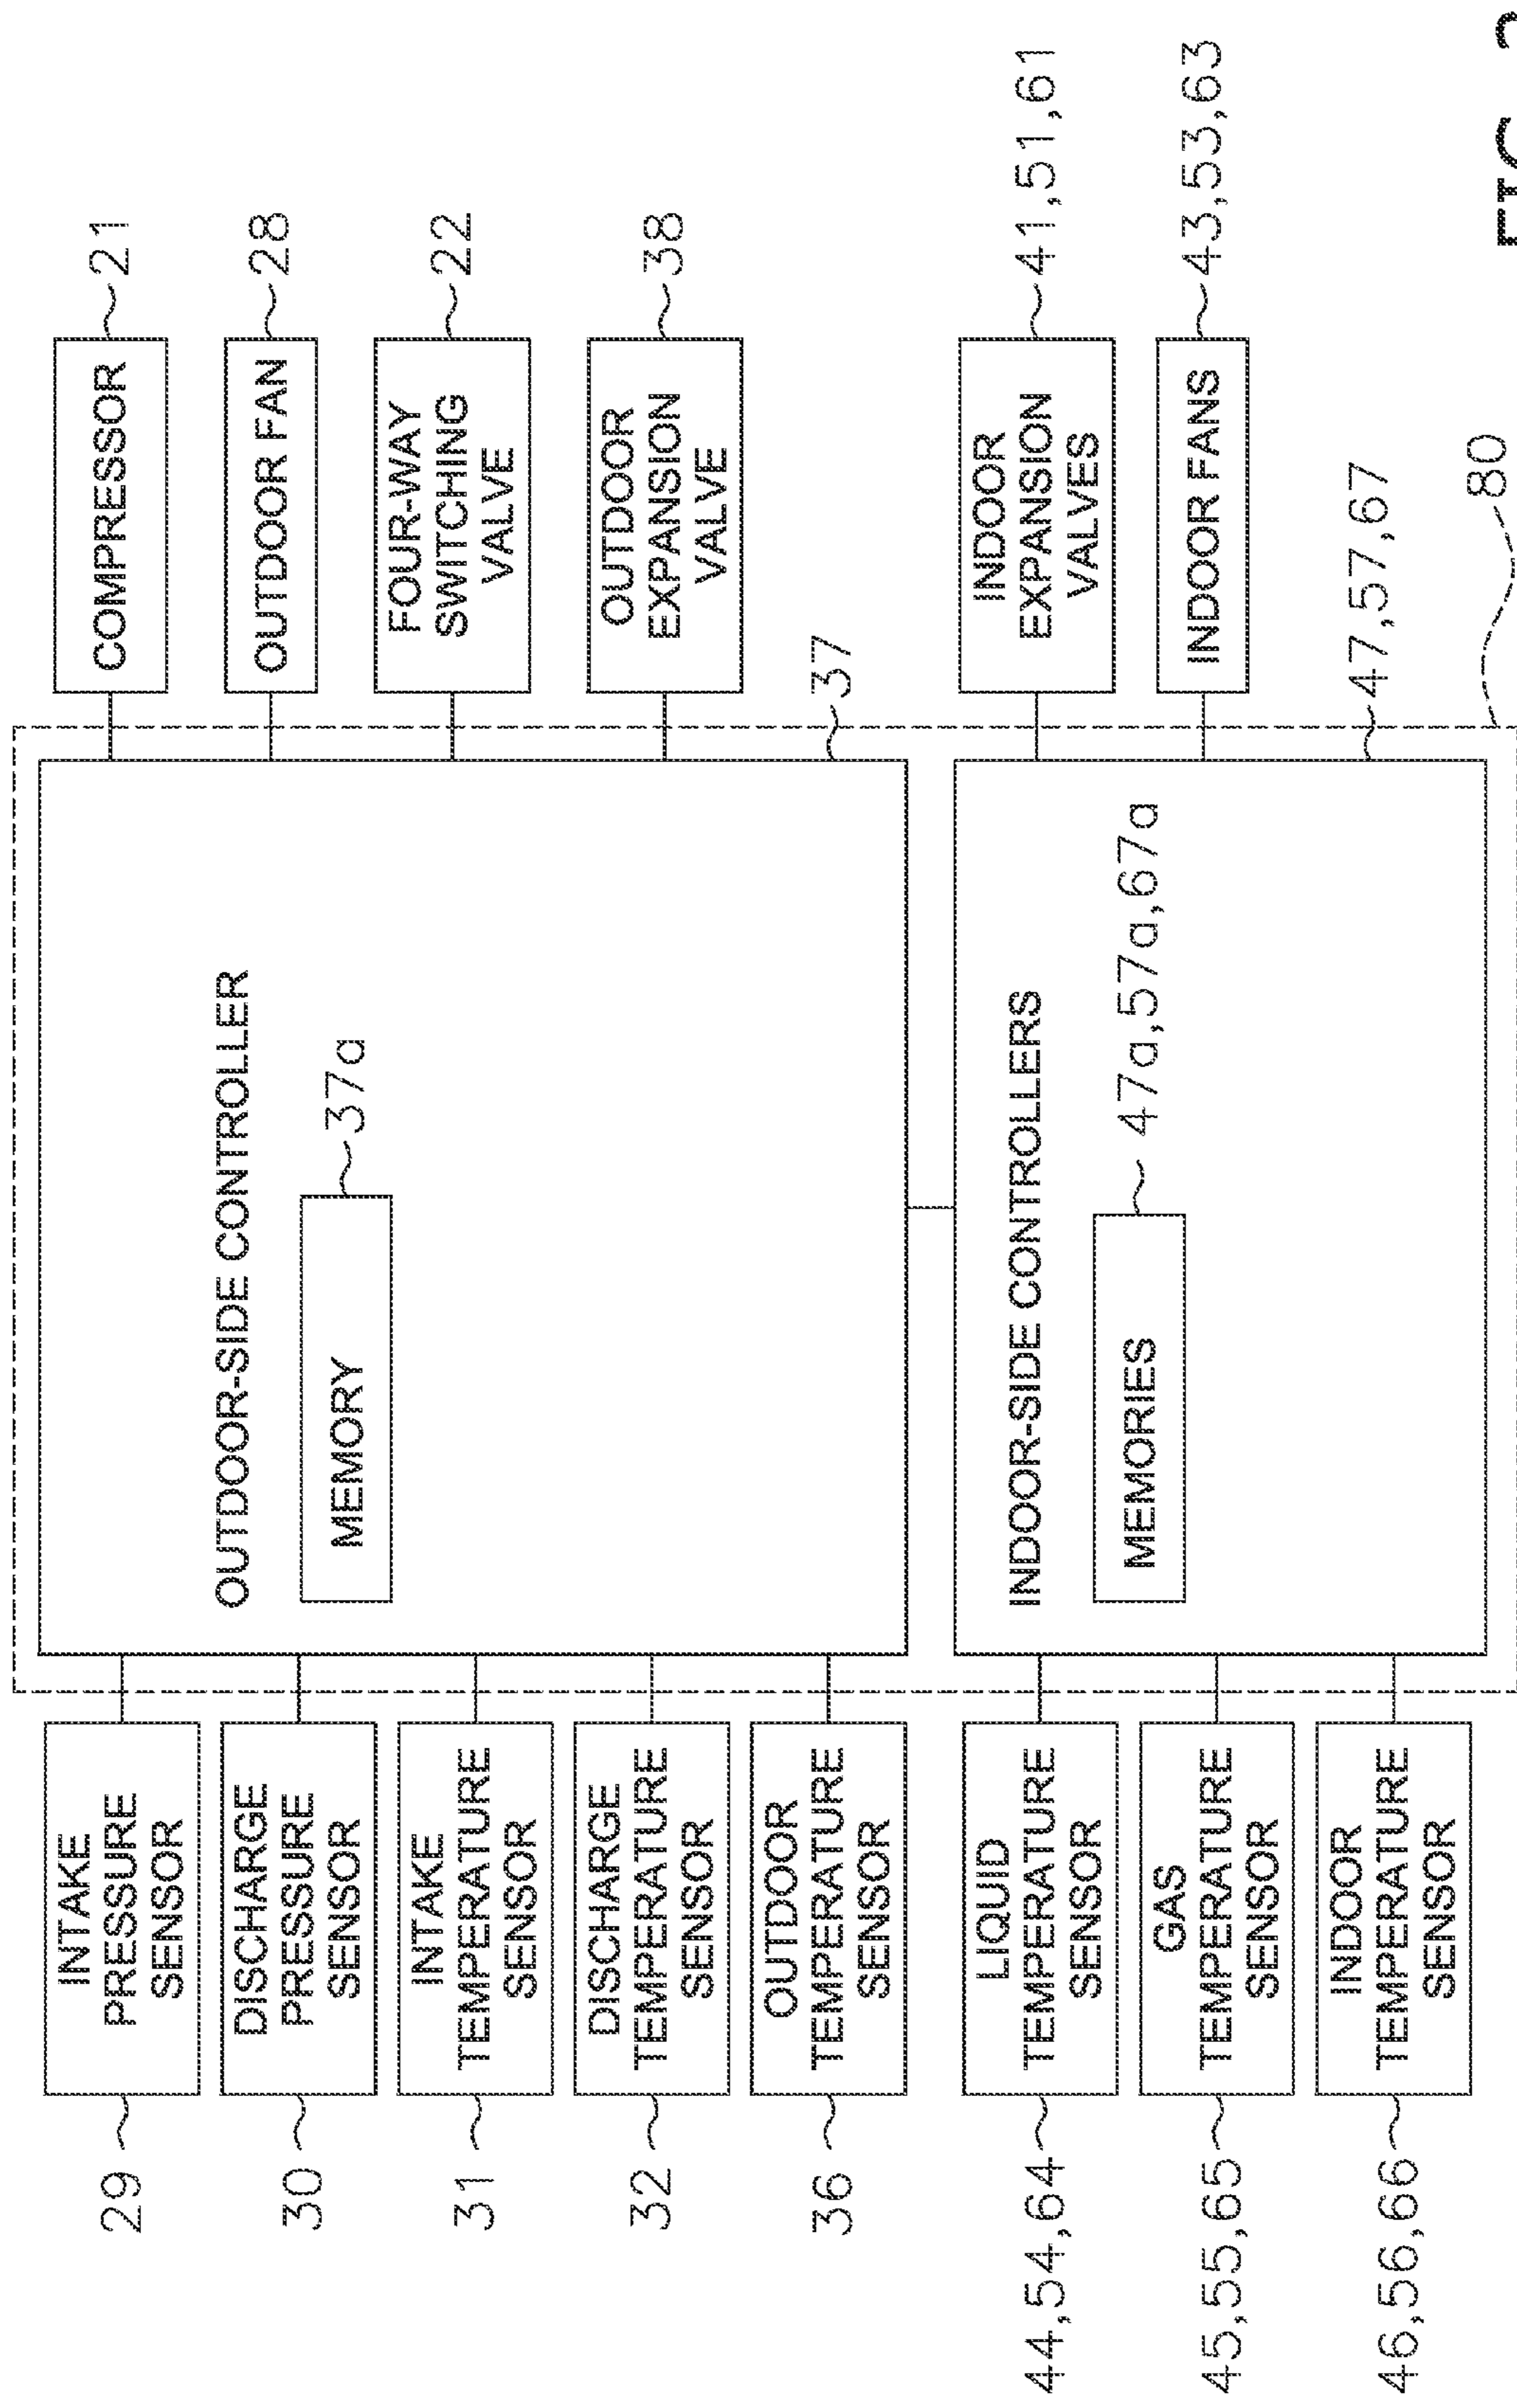 29
INTAKE
PRESSURE
SENSOR
30
DISCHARGE
PRESSURE
SENSOR
31
INTAKE
TEMPERATURE
SENSOR
32
DISCHARGE
TEMPERATURE
SENSOR
36
OUTDOOR
TEMPERATURE
SENSOR
44,54,64
LIQUID
TEMPERATURE
SENSOR
45,55,65
GAS
TEMPERATURE
SENSOR
46,56,66
INDOOR
TEMPERATURE
SENSOR
OUTDOOR-SIDE CONTROLLER
MEMORY
37a
37
INDOOR-SIDE CONTROLLERS
MEMORIES
47a,57a,67a
47,57,67
80
COMPRESSOR
21
OUTDOOR FAN
28
FOUR-WAY
SWITCHING
VALVE
22
OUTDOOR
EXPANSION
VALVE
38
INDOOR
EXPANSION
VALVES
41,51,61
INDOOR FANS
43,53,63